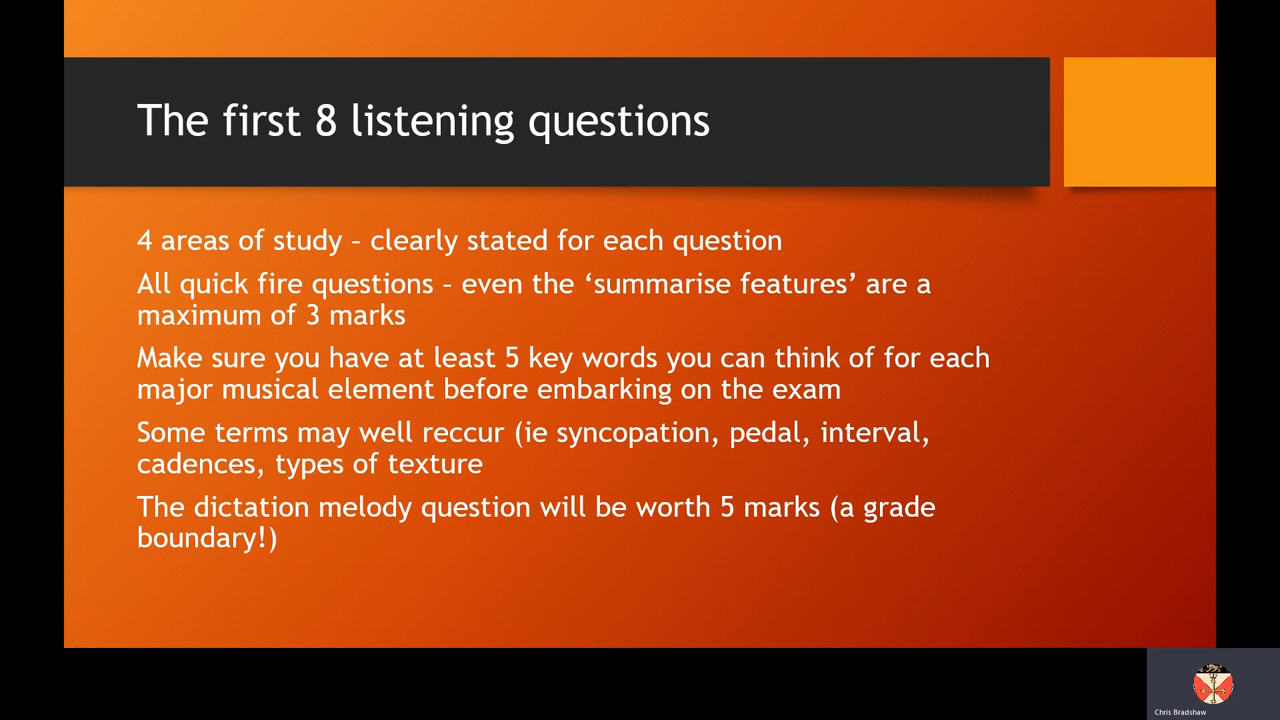 The first 8 listening questions
4 areas of study – clearly stated for each question
All quick fire questions – even the ‘summarise features’ are a
maximum of 3 marks
Make sure you have at least 5 key words you can think of for each
major musical element before embarking on the exam
Some terms may well reccur (ie syncopation, pedal, interval,
cadences, types of texture
The dictation melody question will be worth 5 marks (a grade
boundary!)
Chris Bradshaw